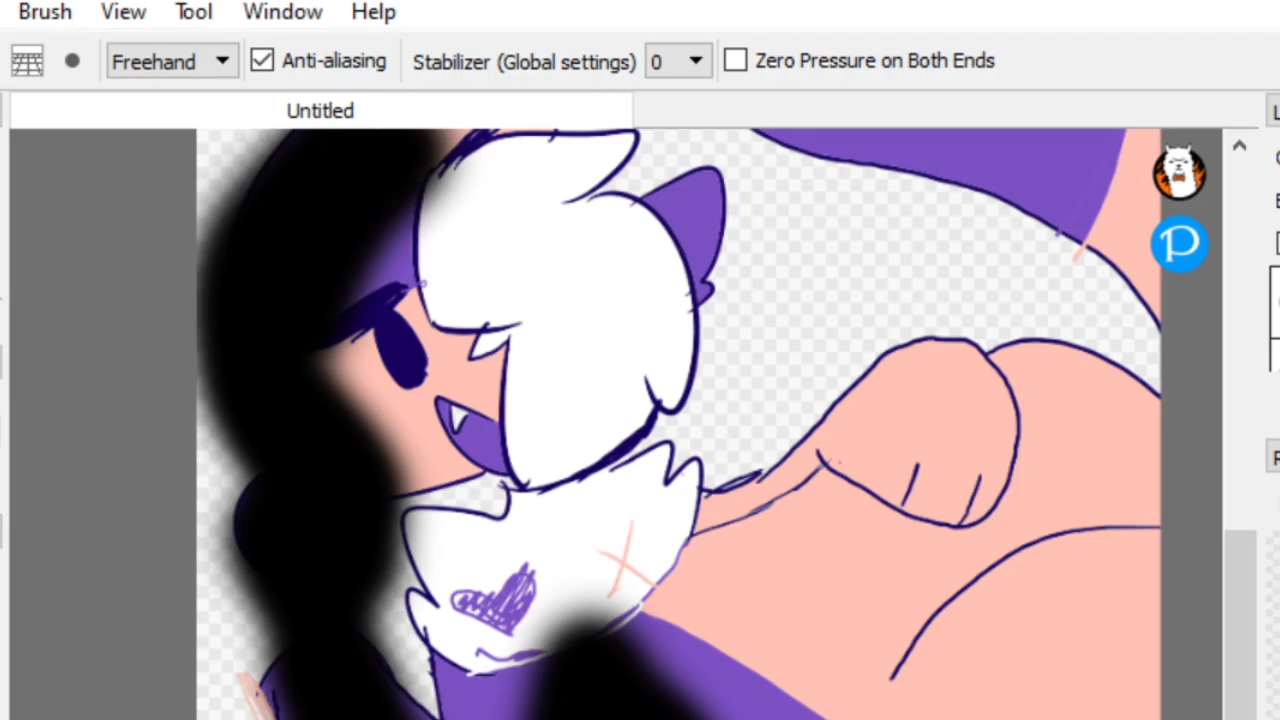 Brush View Tool Window Help
Freehand Anti-aliasing Stabilizer (Global settings) 0 Zero Pressure on Both Ends
Untitled
P